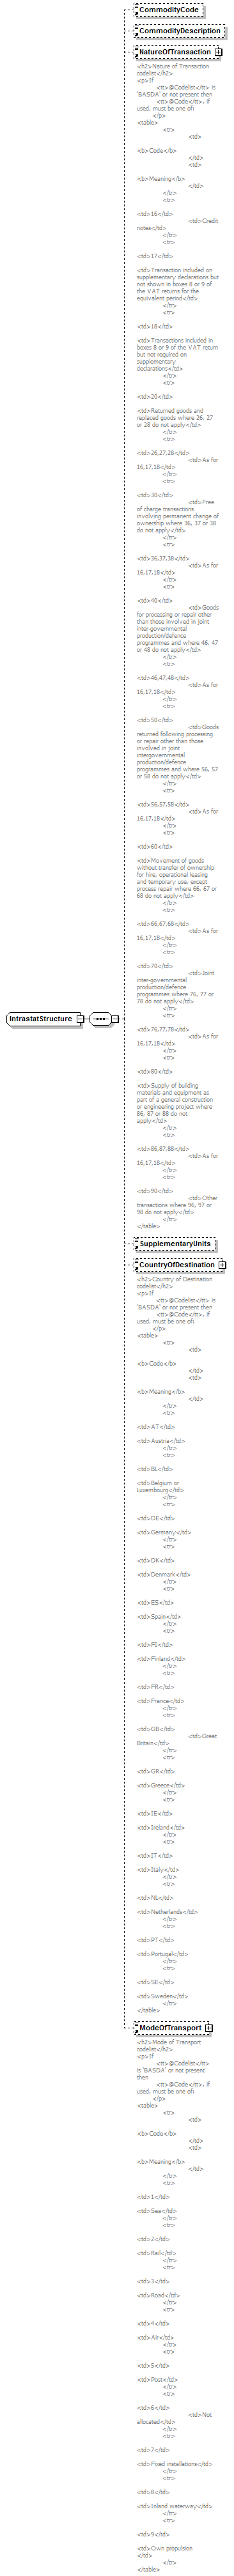 CommodityCode
CommodityDescription
NatureOfTransaction
<h2>Nature of Transaction
codelist</h2>
<p>If
<tt>@Codelist</tt> is
'BASDA' or not present then
<tt>@Code</tt>, if
used, must be one of:
</p>
<table>
<tr>
<td>
<b>Code</b>
</td>
<td>
<b>Meaning</b>
</td>
</tr>
<tr>
<td>16</td>
<td>Credit
notes</td>
</tr>
<tr>
<td>17</td>
<td>Transaction included on
supplementary declarations but
not shown in boxes 8 or 9 of
the VAT returns for the
equivalent period</td>
</tr>
<tr>
<td>18</td>
<td>Transactions included in
boxes 8 or 9 of the VAT return
but not required on
supplementary
declarations</td>
</tr>
<tr>
<td>20</td>
<td>Returned goods and
replaced goods where 26, 27
or 28 do not apply</td>
</tr>
<tr>
<td>26,27,28</td>
<td>As for
16,17,18</td>
</tr>
<tr>
<td>30</td>
<td>Free
of charge transactions
involving permanent change of
ownership where 36, 37 or 38
do not apply</td>
</tr>
<tr>
<td>36,37,38</td>
<td>As for
16,17,18</td>
</tr>
<tr>
<td>40</td>
<td>Goods
for processing or repair other
than those involved in joint
inter-governmental
production/defence
programmes and where 46, 47
or 48 do not apply</td>
</tr>
<tr>
<td>46,47,48</td>
<td>As for
16,17,18</td>
</tr>
<tr>
<td>50</td>
<td>Goods
returned following processing
or repair other than those
involved in joint
intergovernmental
production/defence
programmes and where 56, 57
or 58 do not apply</td>
</tr>
<tr>
<td>56,57,58</td>
<td>As for
16,17,18</td>
</tr>
<tr>
<td>60</td>
<td>Movement of goods
without transfer of ownership
for hire, operational leasing
and temporary use, except
process repair where 66, 67 or
68 do not apply</td>
</tr>
<tr>
<td>66,67,68</td>
<td>As for
16,17,18</td>
</tr>
<tr>
<td>70</td>
<td>Joint
inter-governmental
production/defence
programmes where 76, 77 or
78 do not apply</td>
</tr>
<tr>
IntrastatStructure
<td>76,77,78</td>
<td>As for
16,17,18</td>
</tr>
<tr>
<td>80</td>
<td>Supply of building
materials and equipment as
part of a general construction
or engineering project where
86, 87 or 88 do not
apply</td>
</tr>
<tr>
<td>86,87,88</td>
<td>As for
16,17,18</td>
</tr>
<tr>
<td>90</td>
<td>Other
transactions where 96, 97 or
98 do not apply</td>
</tr>
</table>
SupplementaryUnits
CountryOfDestination
<h2>Country of Destination
codelist</h2>
<p>If
<tt>@Codelist</tt> is
'BASDA' or not present then
<tt>@Code</tt>, if
used, must be one of:
</p>
<table>
<tr>
<td>
<b>Code</b>
</td>
<td>
<b>Meaning</b>
</td>
</tr>
<tr>
<td>AT</td>
<td>Austria</td>
</tr>
<tr>
<td>BL</td>
<td>Belgium or
Luxembourg</td>
</tr>
<tr>
<td>DE</td>
<td>Germany</td>
</tr>
<tr>
<td>DK</td>
<td>Denmark</td>
</tr>
<tr>
<td>ES</td>
<td>Spain</td>
</tr>
<tr>
<td>FI</td>
<td>Finland</td>
</tr>
<tr>
<td>FR</td>
<td>France</td>
</tr>
<tr>
<td>GB</td>
<td>Great
Britain</td>
</tr>
<tr>
<td>GR</td>
<td>Greece</td>
</tr>
<tr>
<td>IE</td>
<td>Ireland</td>
</tr>
<tr>
<td>IT</td>
<td>Italy</td>
</tr>
<tr>
<td>NL</td>
<td>Netherlands</td>
</tr>
<tr>
<td>PT</td>
<td>Portugal</td>
</tr>
<tr>
<td>SE</td>
<td>Sweden</td>
</tr>
</table>
ModeOfTransport
<h2>Mode of Transport
codelist</h2>
<p>If
<tt>@Codelist</tt>
is 'BASDA' or not present
then
<tt>@Code</tt>, if
used, must be one of:
</p>
<table>
<tr>
<td>
<b>Code</b>
</td>
<td>
<b>Meaning</b>
</td>
</tr>
<tr>
<td>1</td>
<td>Sea</td>
</tr>
<tr>
<td>2</td>
<td>Rail</td>
</tr>
<tr>
<td>3</td>
<td>Road</td>
</tr>
<tr>
<td>4</td>
<td>Air</td>
</tr>
<tr>
<td>5</td>
<td>Post</td>
</tr>
<tr>
<td>6</td>
<td>Not
allocated</td>
</tr>
<tr>
<td>7</td>
<td>Fixed installations</td>
</tr>
<tr>
<td>8</td>
<td>Inland waterway</td>
</tr>
<tr>
<td>9</td>
<td>Own propulsion
</td>
</tr>
</table>